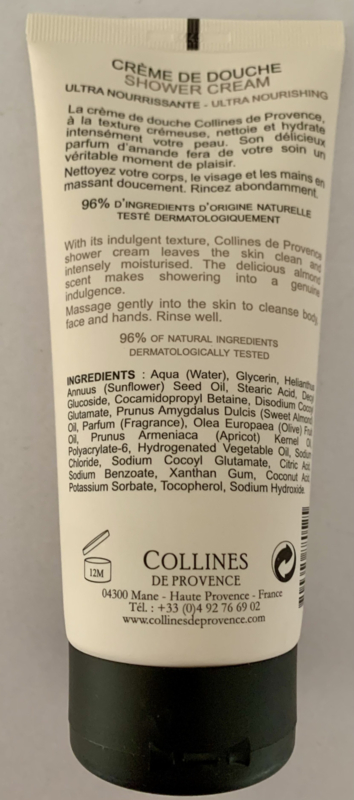 CRÈME DE DOUCHE
SHOWER CREAM
ULTRA NOURRISSANTE - ULTRA NOURISHING
La crème de douche Collines de Provence,
à la texture crémeuse, nettoie et hydrate
intensément votre peau. Son délicieux
parfum d'amande fera de votre soin un
véritable moment de plaisir.
Nettoyez votre corps, le visage et les mains en
massant doucement. Rincez abondamment.
96% D'INGREDIENTS D'ORIGINE NATURELLE
TESTÉ DERMATOLOGIQUEMENT
With its indulgent texture, Collines de Provence
shower cream leaves the skin clean and
intensely moisturised. The delicious almond
scent makes showering into a genuine
indulgence.
Massage gently into the skin to cleanse body,
face and hands. Rinse well.
96% OF NATURAL INGREDIENTS
DERMATOLOGICALLY TESTED
INGREDIENTS : Aqua (Water), Glycerin, Helianthus
Annuus (Sunflower) Seed Oil, Stearic Acid, Decyl
Glucoside, Cocamidopropyl Betaine, Disodium Cocoyl
Glutamate, Prunus Amygdalus Dulcis (Sweet Almond)
Oil, Parfum (Fragrance), Olea Europaea (Olive) Fruit
Oil, Prunus Armeniaca (Apricot) Kernel Oil,
Polyacrylate-6, Hydrogenated Vegetable Oil, Sodium
Chloride, Sodium Cocoyl Glutamate, Citric Acid,
Sodium Benzoate, Xanthan Gum, Coconut Acid,
Potassium Sorbate, Tocopherol, Sodium Hydroxide.
12M
COLLINES
DE PROVENCE
04300 Mane - Haute Provence - France
Tél. : +33 (0)4 92 76 69 02
www.collinesdeprovence.com